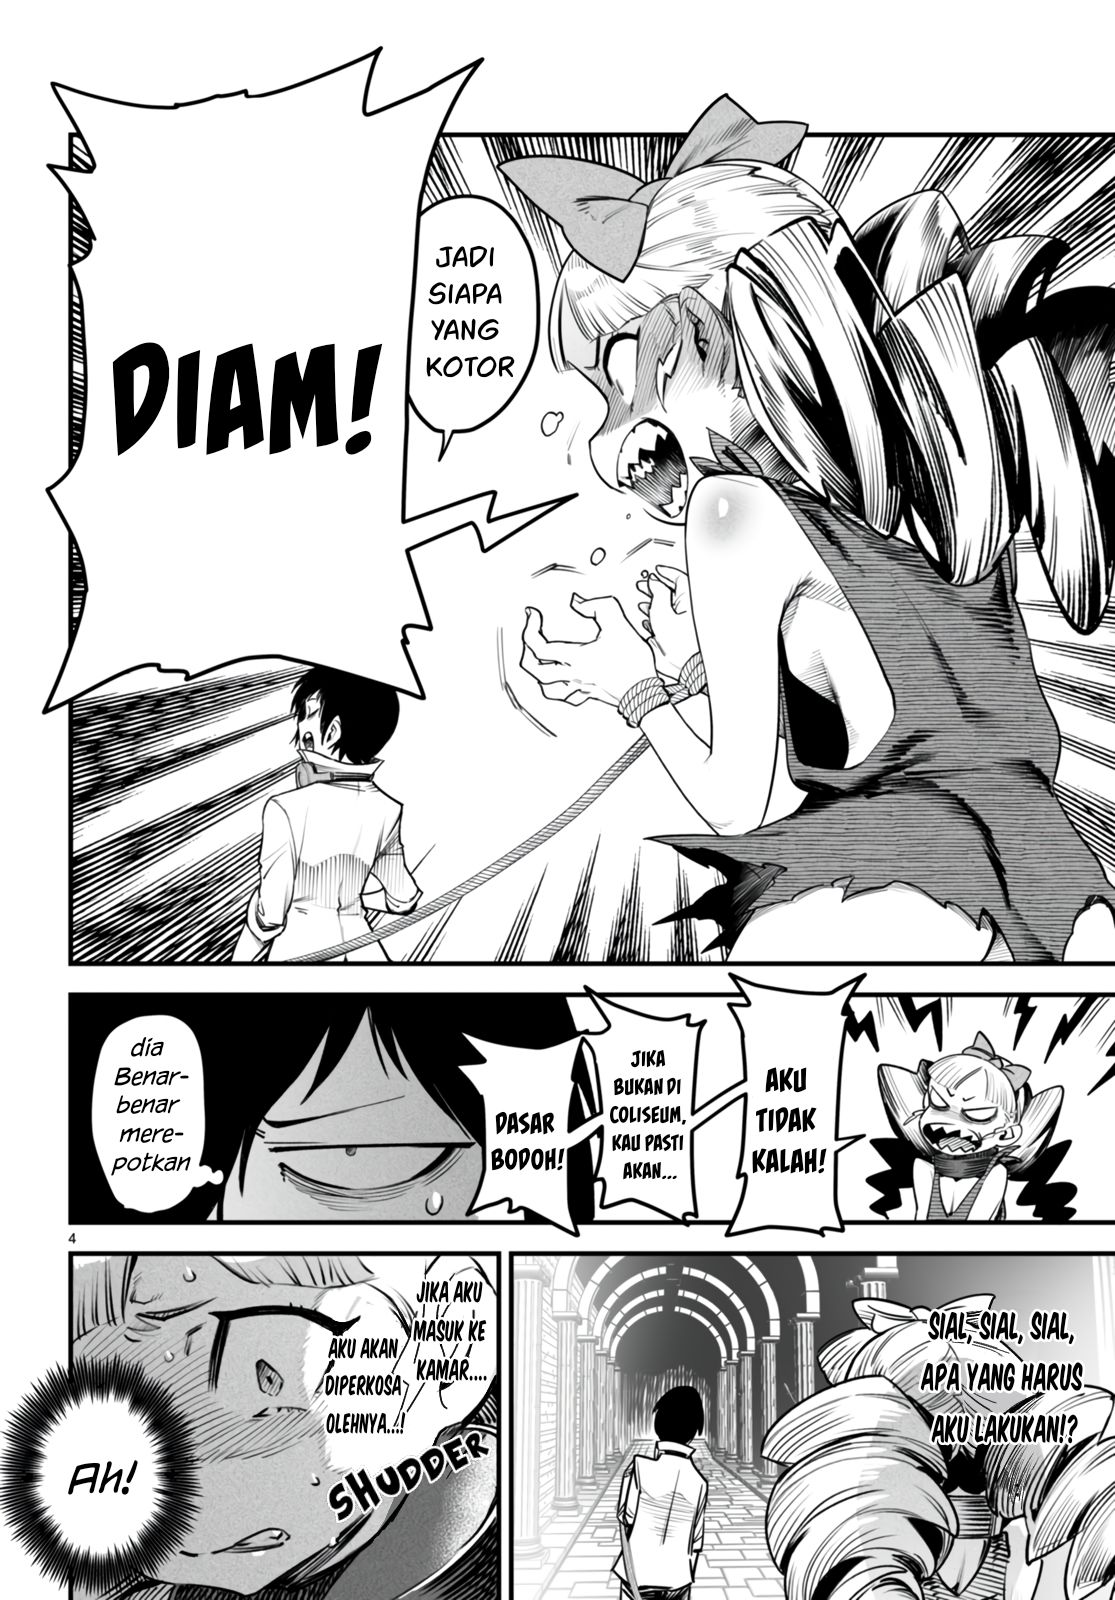 JADI
SIAPA
YANG
KOTOR
DIAM!
AKU
TIDAK
KALAH!
JIKA
BUKAN DI
COLISEUM,
KAU PASTI
AKAN...
DASAR
BODOH!
dia
Benar-
benar
mere-
potkan
4
SIAL, SIAL, SIAL,
APA YANG HARUS
AKU LAKUKAN!?
JIKA AKU
MASUK KE
KAMAR....
AKU AKAN
DIPERKOSA
OLEHNYA...!
SHUDDER
Ah!